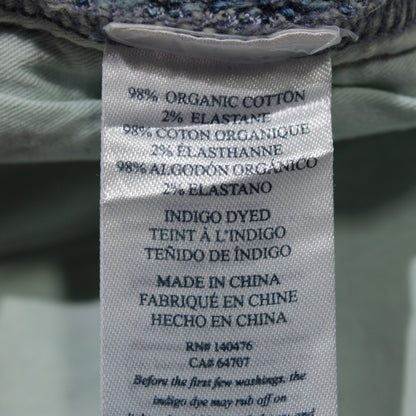 98% ORGANIC COTTON
2% ELASTANE
98% COTON ORGANIQUE
2% ÉLASTHANNE
98% ALGODÓN ORGÁNICO
2% ELASTANO
INDIGO DYED
TEINT À L'INDIGO
TEÑIDO DE ÍNDIGO
MADE IN CHINA
FABRIQUÉ EN CHINE
HECHO EN CHINA
RN# 140476
CA# 64707
Before the first few washings, the
indigo dye may rub off on